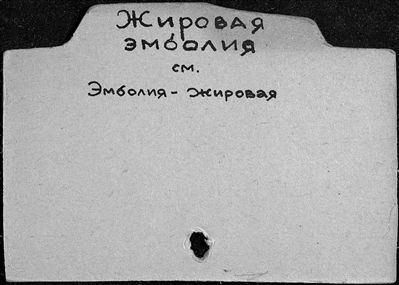 Жировая
эмболия
см.
Эмболия - жировая